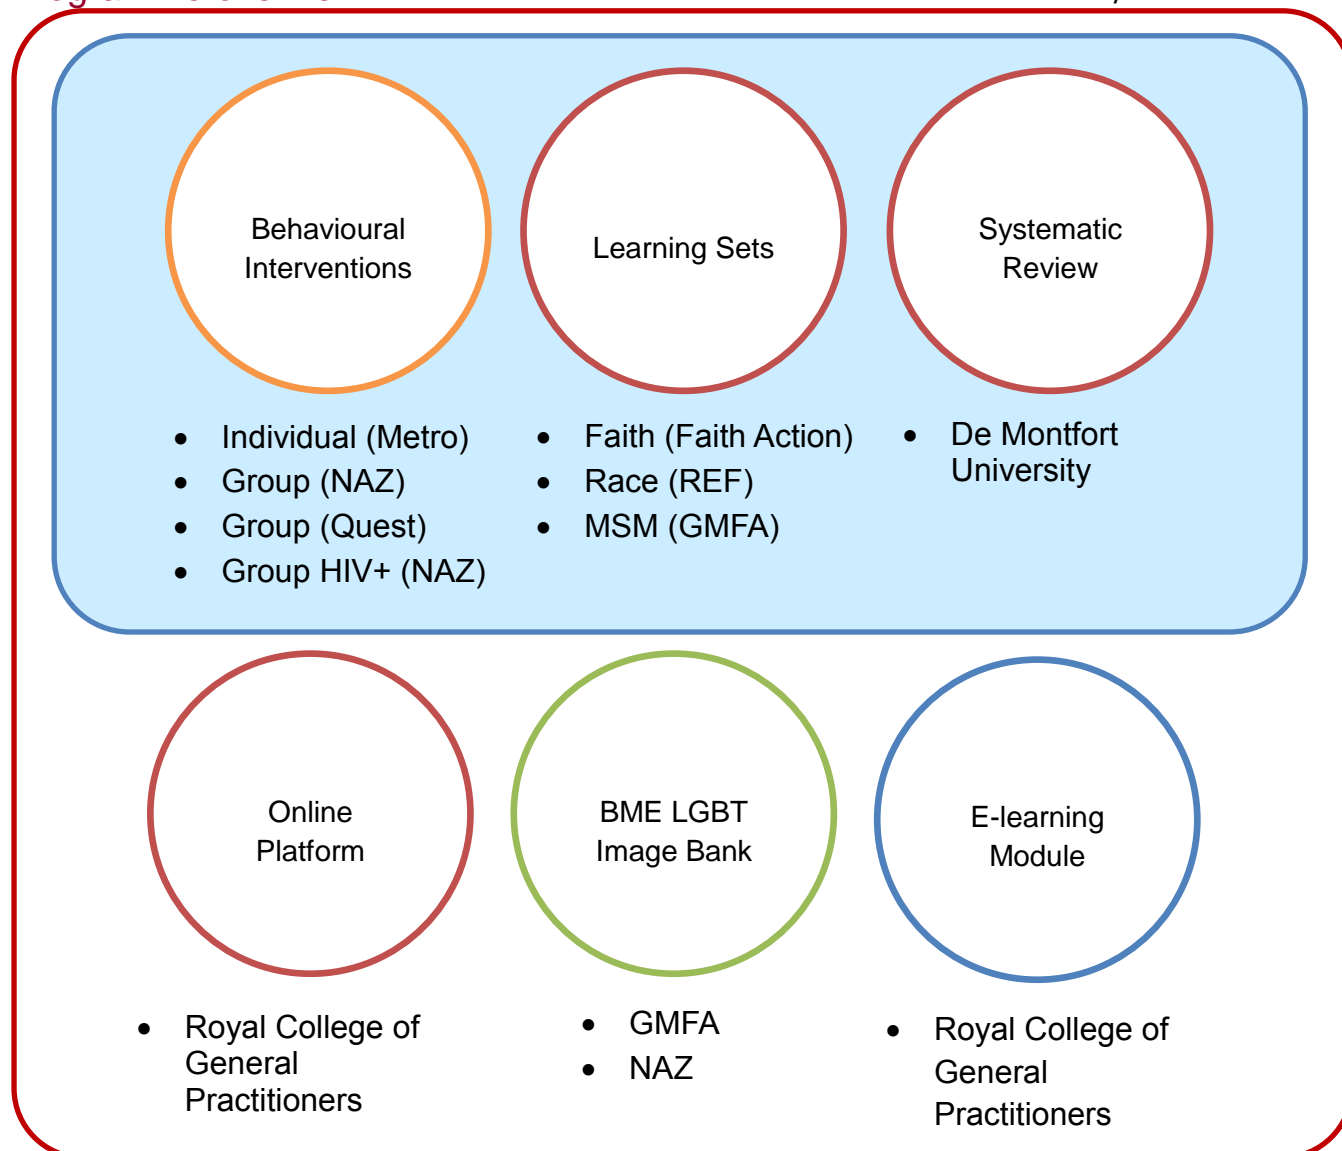 Behavioural
Interventions
Learning Sets
Systematic
Review
• Individual (Metro)
• Group (NAZ)
• Group (Quest)
• Group HIV+ (NAZ)
• Faith (Faith Action)
• Race (REF)
• MSM (GMFA)
• De Montfort
University
Online
Platform
BME LGBT
Image Bank
E-learning
Module
• Royal College of
General
Practitioners
• GMFA
• NAZ
• Royal College of
General
Practitioners